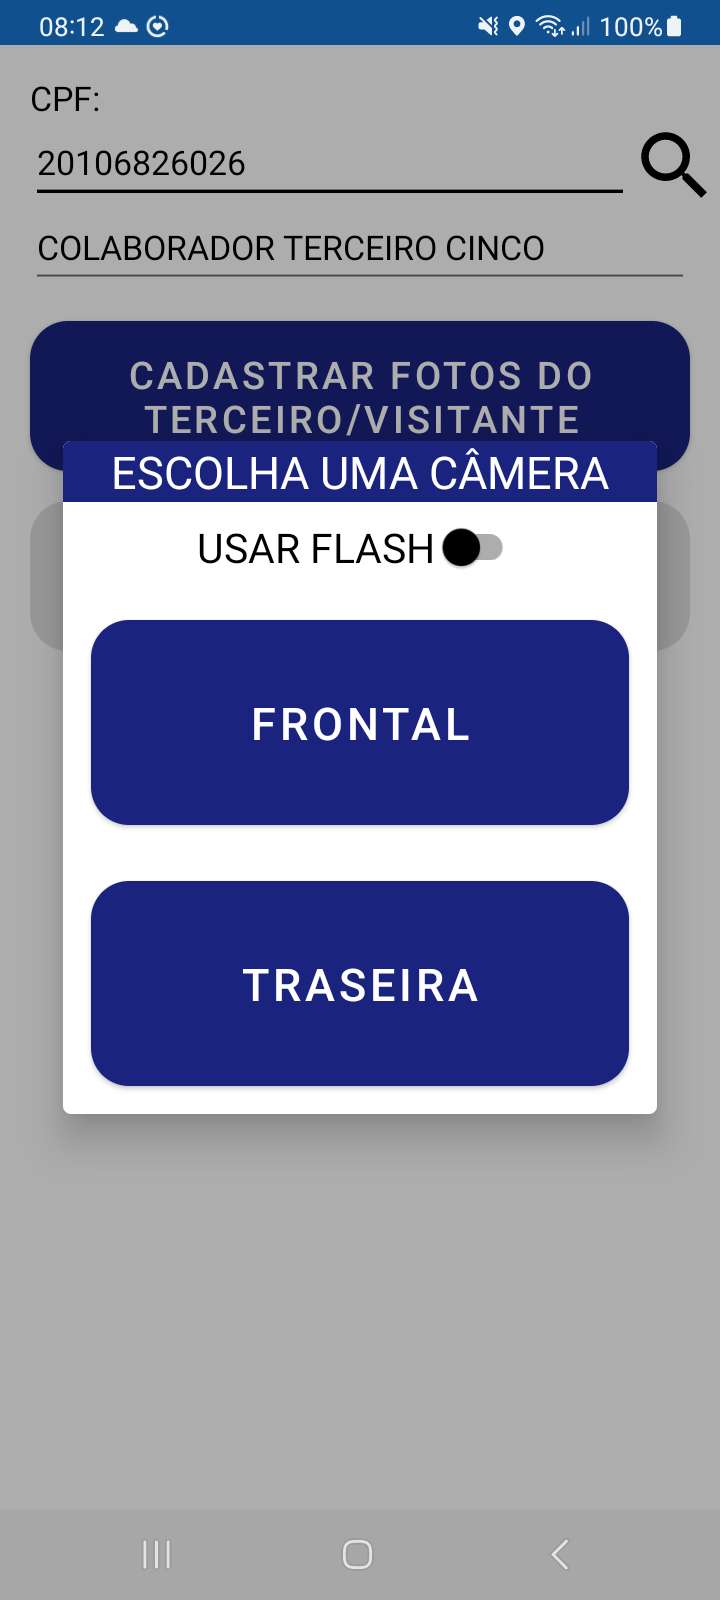 08:12
100%
CPF:
20106826026
COLABORADOR TERCEIRO CINCO
CADASTRAR FOTOS DO
TERCEIRO/VISITANTE
ESCOLHA UMA CÂMERA
USAR FLASH
FRONTAL
TRASEIRA